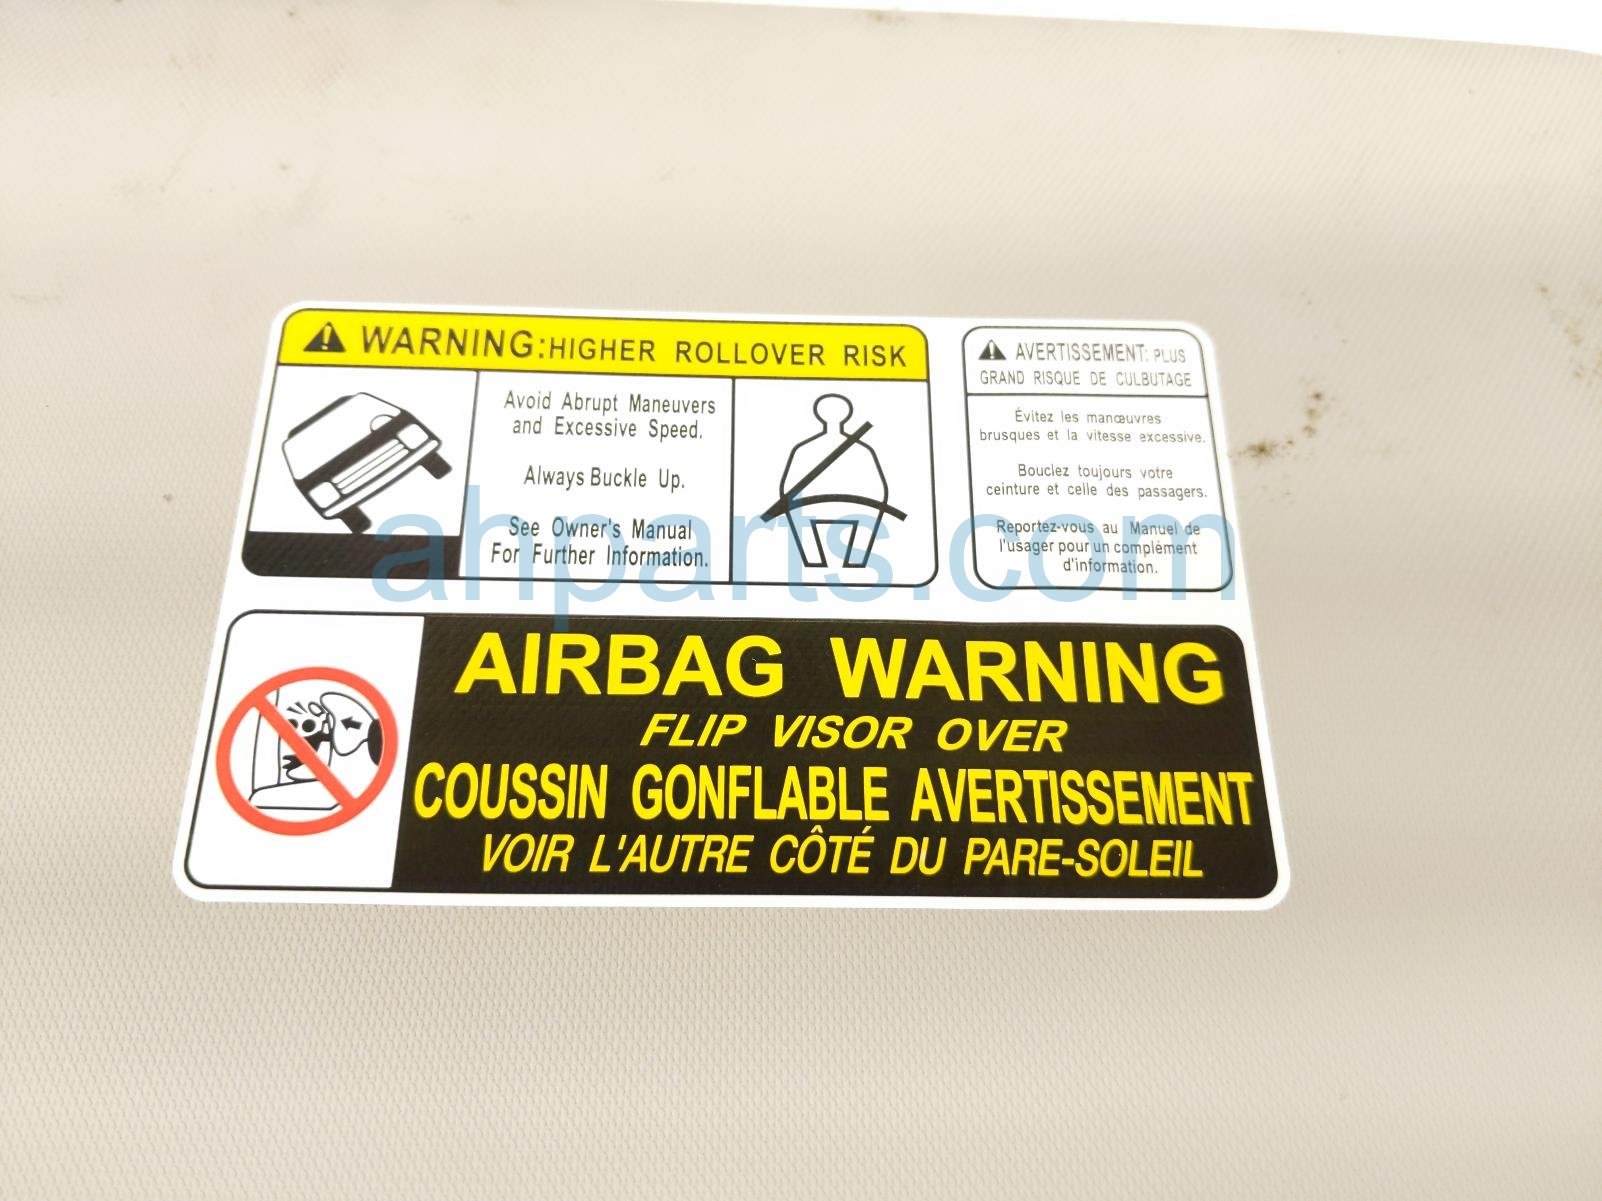 WARNING:HIGHER ROLLOVER RISK
Avoid Abrupt Maneuvers
and Excessive Speed.
Always Buckle Up.
See Owner's Manual
For Further Information.
AVERTISSEMENT: PLUS
GRAND RISQUE DE CULBUTAGE
Évitez les manœuvres
brusques et la vitesse excessive.
Bouclez toujours votre
ceinture et celle des passagers.
Reportez-vous au Manuel de
l'usager pour un complément
d'information.
ahparts.com
AIRBAG WARNING
FLIP VISOR OVER
COUSSIN GONFLABLE AVERTISSEMENT
VOIR L'AUTRE CÔTÉ DU PARE-SOLEIL